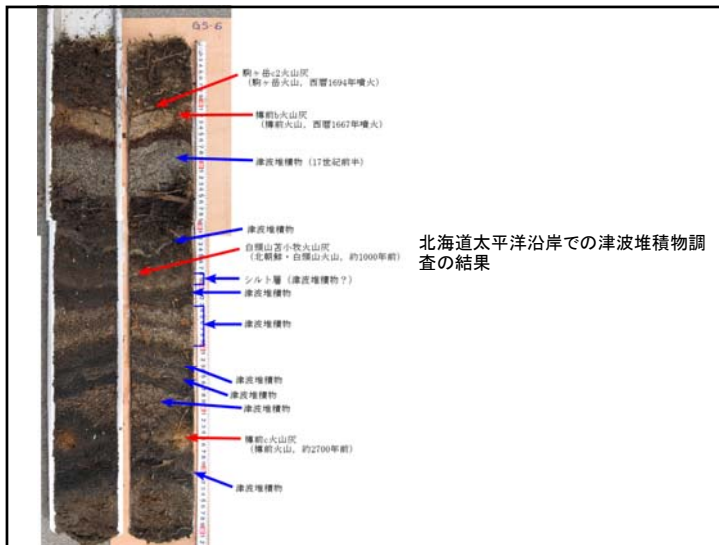 GS-6
駒ヶ岳c2火山灰
(駒ヶ岳火山、西暦1694年噴火)
樽前b火山灰
(樽前火山、西暦1667年噴火)
津波堆積物(17世紀前半)
津波堆積物
白頭山苫小牧火山灰
(北朝鮮・白頭山火山、約1000年前)
シルト層(津波堆積物?)
津波堆積物
津波堆積物
津波堆積物
津波堆積物
津波堆積物
樽前c火山灰
(樽前火山、約2700年前)
津波堆積物
北海道太平洋沿岸での津波堆積物調
査の結果